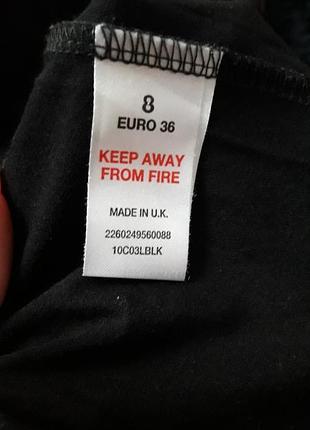 8
EURO 36
KEEP AWAY
FROM FIRE
MADE IN U.K.
2260249560088
10C03LBLK